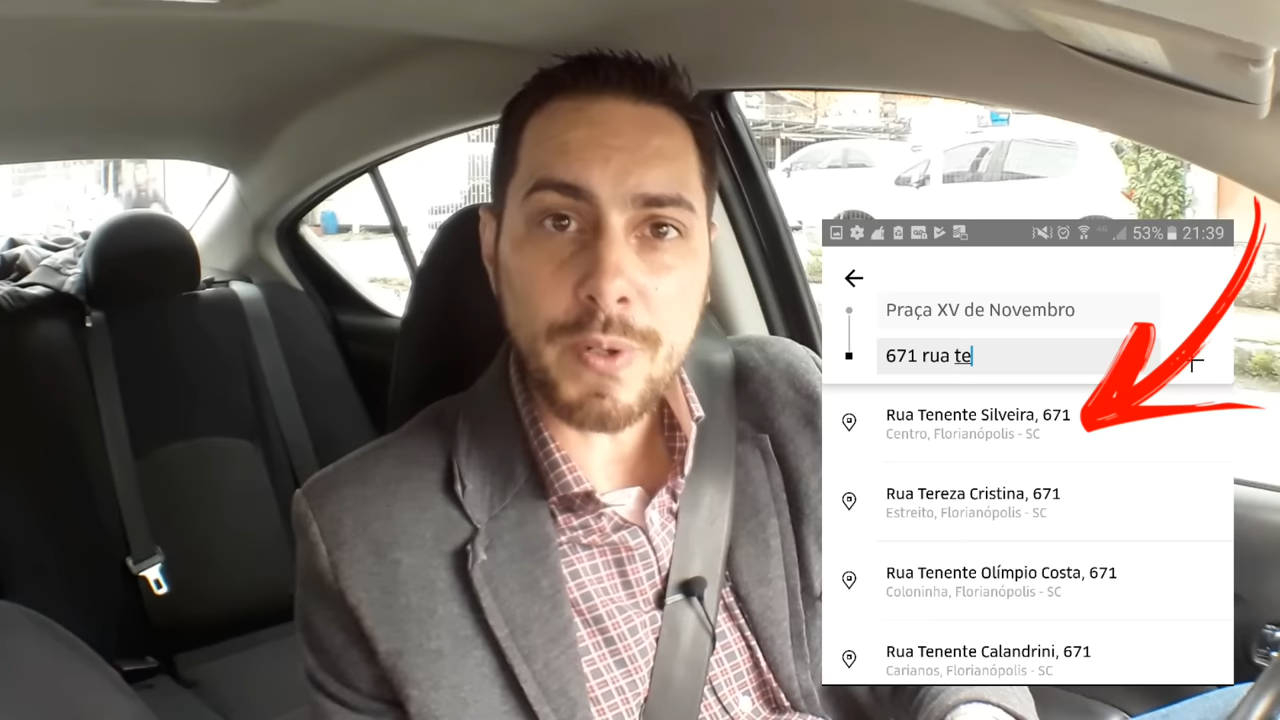 53% 21:39
Praça XV de Novembro
671 rua te
Rua Tenente Silveira, 671
Centro, Florianópolis - SC
Rua Tereza Cristina, 671
Estreito, Florianópolis - SC
Rua Tenente Olímpio Costa, 671
Coloninha, Florianópolis - SC
Rua Tenente Calandrini, 671
Carianos, Florianópolis - SC